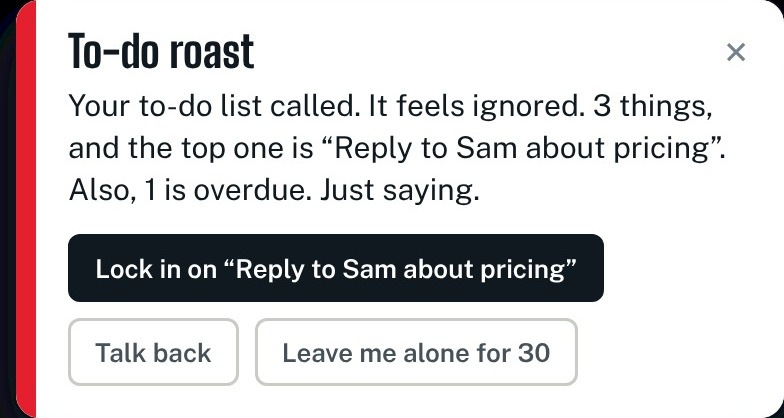 To-do roast
Your to-do list called. It feels ignored. 3 things,
and the top one is “Reply to Sam about pricing”.
Also, 1 is overdue. Just saying.
Lock in on “Reply to Sam about pricing”
Talk back
Leave me alone for 30